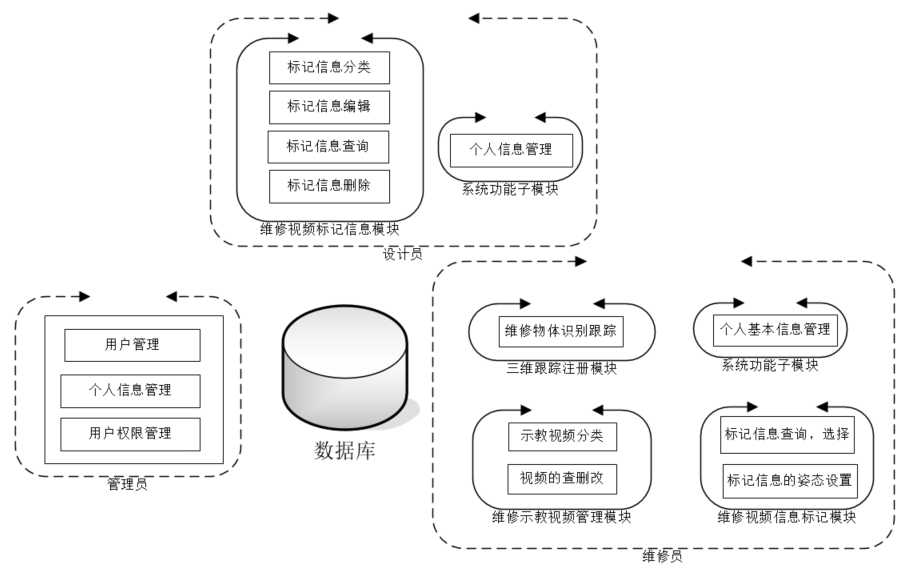 标记信息分类
标记信息编辑
标记信息查询
标记信息删除
维修视频标记信息模块
个人信息管理
系统功能子模块
设计员
用户管理
个人信息管理
用户权限管理
管理员
数据库
维修物体识别跟踪
三维跟踪注册模块
个人基本信息管理
系统功能子模块
示教视频分类
视频的查删改
维修示教视频管理模块
标记信息查询，选择
标记信息的姿态设置
维修视频信息标记模块
维修员